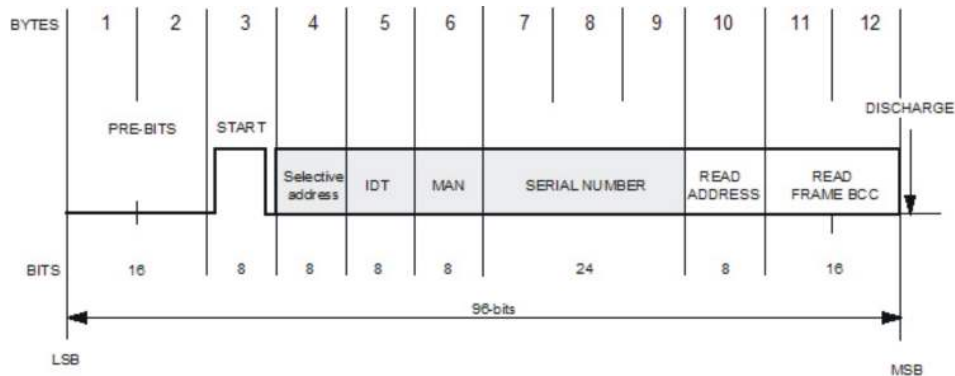 BYTES 1 2 3 4 5 6 7 8 9 10 11 12
DISCHARGE
PRE-BITS START
Selective address IDT MAN SERIAL NUMBER READ ADDRESS READ FRAME BCC
BITS 16 8 8 8 8 24 8 16
96-bits
LSB
MSB